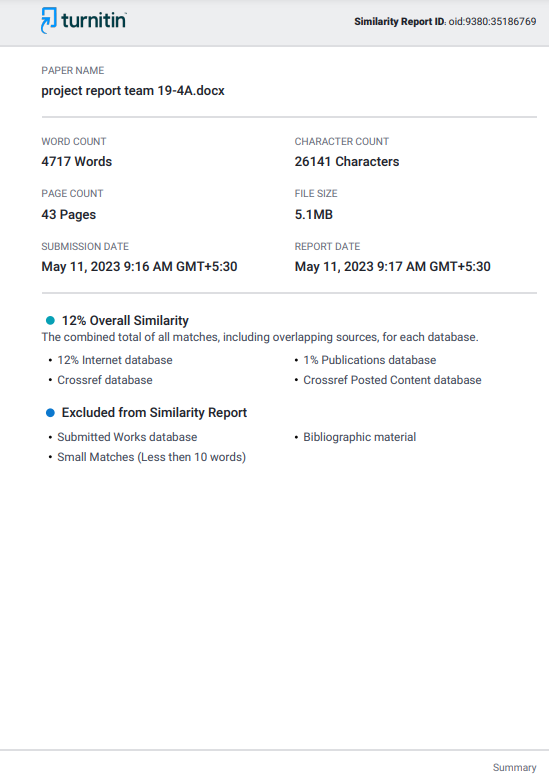 turnitin
Similarity Report ID: oid:9380:35186769
PAPER NAME
project report team 19-4A.docx
WORD COUNT
CHARACTER COUNT
4717 Words
26141 Characters
PAGE COUNT
FILE SIZE
43 Pages
5.1MB
SUBMISSION DATE
REPORT DATE
May 11, 2023 9:16 AM GMT+5:30
May 11, 2023 9:17 AM GMT+5:30
● 12% Overall Similarity
The combined total of all matches, including overlapping sources, for each database.
• 12% Internet database
• 1% Publications database
• Crossref database
• Crossref Posted Content database
● Excluded from Similarity Report
• Submitted Works database
• Bibliographic material
• Small Matches (Less then 10 words)
Summary